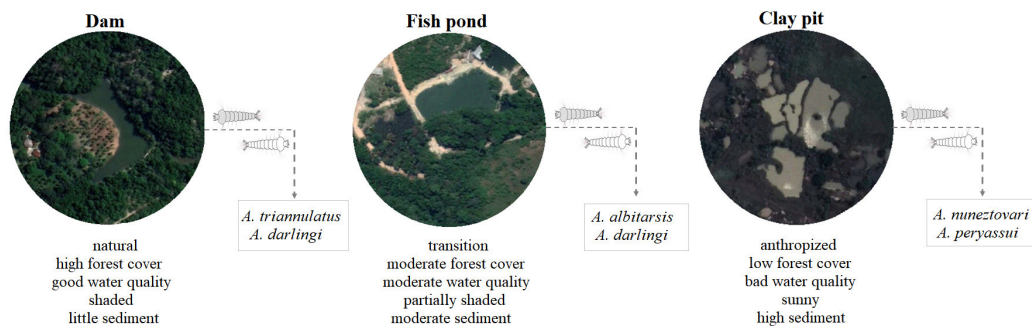 Dam
A. triannulatus
A. darlingi
natural
high forest cover
good water quality
shaded
little sediment
Fish pond
A. albitarsis
A. darlingi
transition
moderate forest cover
moderate water quality
partially shaded
moderate sediment
Clay pit
A. nuneztovari
A. peryassui
anthropized
low forest cover
bad water quality
sunny
high sediment